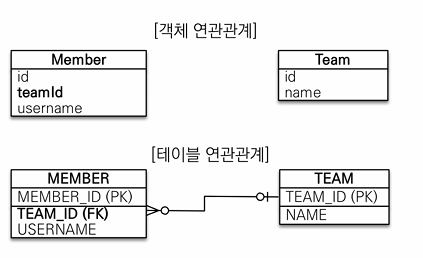 [객체 연관관계]
Member
id
teamId
username
Team
id
name
[테이블 연관관계]
MEMBER
MEMBER_ID (PK)
TEAM_ID (FK)
USERNAME
TEAM
TEAM_ID (PK)
NAME